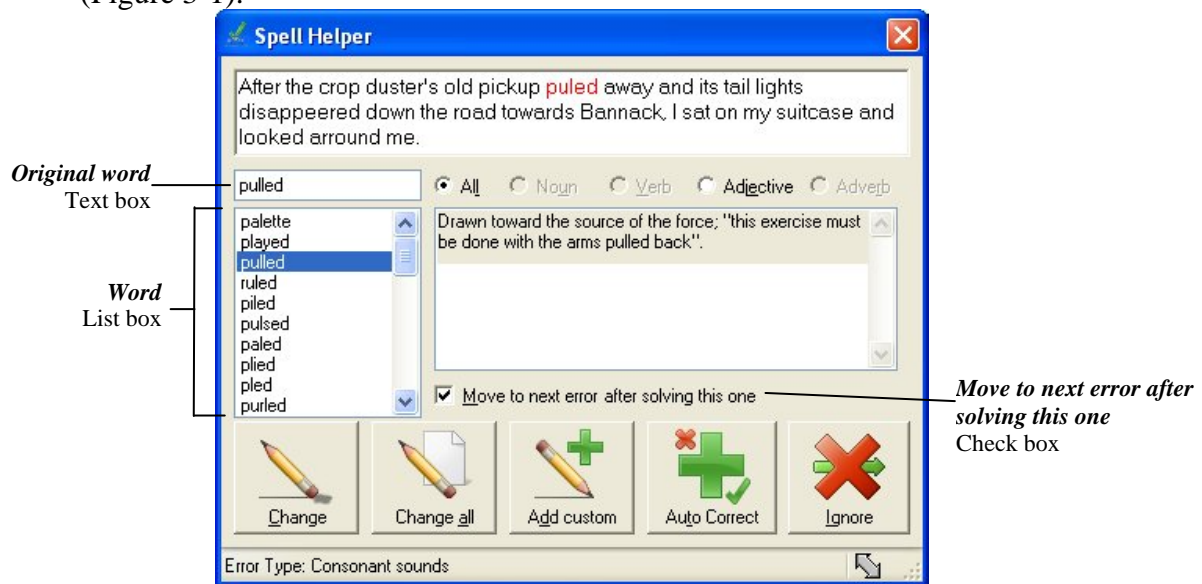 (Figure 3-1).
Spell Helper
After the crop duster's old pickup puled away and its tail lights
disappeered down the road towards Bannack, I sat on my suitcase and
looked arround me.
Original word
Text box
pulled
All Noun Verb Adjective Adverb
Word
List box
palette
played
pulled
ruled
piled
pulsed
paled
plied
pled
purled
Drawn toward the source of the force; "this exercise must
be done with the arms pulled back".
Move to next error after solving this one
Move to next error after
solving this one
Check box
Change
Change all
Add custom
Auto Correct
Ignore
Error Type: Consonant sounds